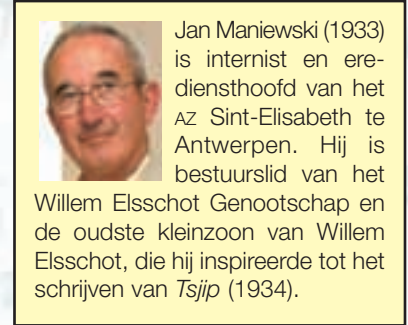 Jan Maniewski (1933)
is internist en ere-
diensthoofd van het
AZ Sint-Elisabeth te
Antwerpen. Hij is
bestuurslid van het
Willem Elsschot Genootschap en
de oudste kleinzoon van Willem
Elsschot, die hij inspireerde tot het
schrijven van Tsjip (1934).